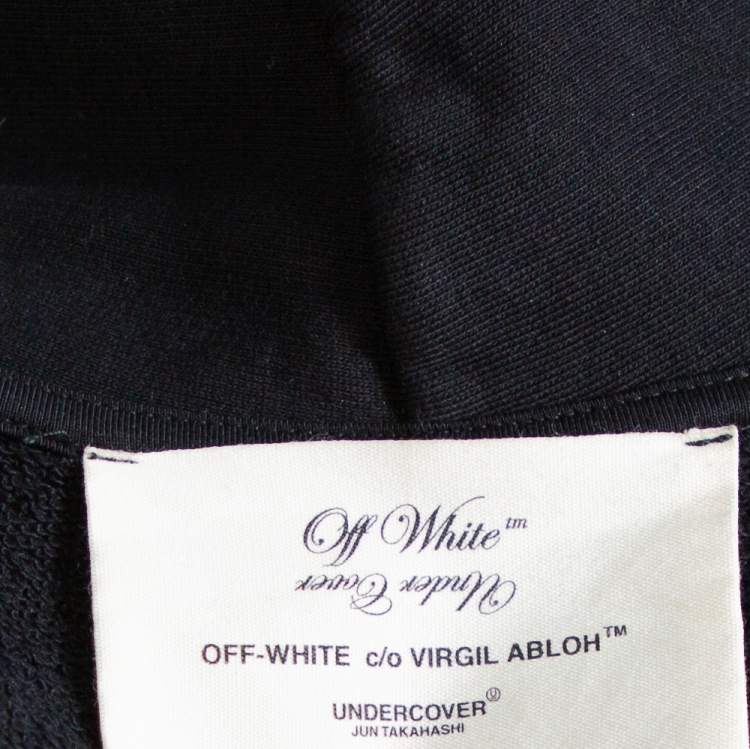 Off White™
Under Cover
OFF-WHITE c/o VIRGIL ABLOH™
UNDERCOVER Ⓤ
JUN TAKAHASHI